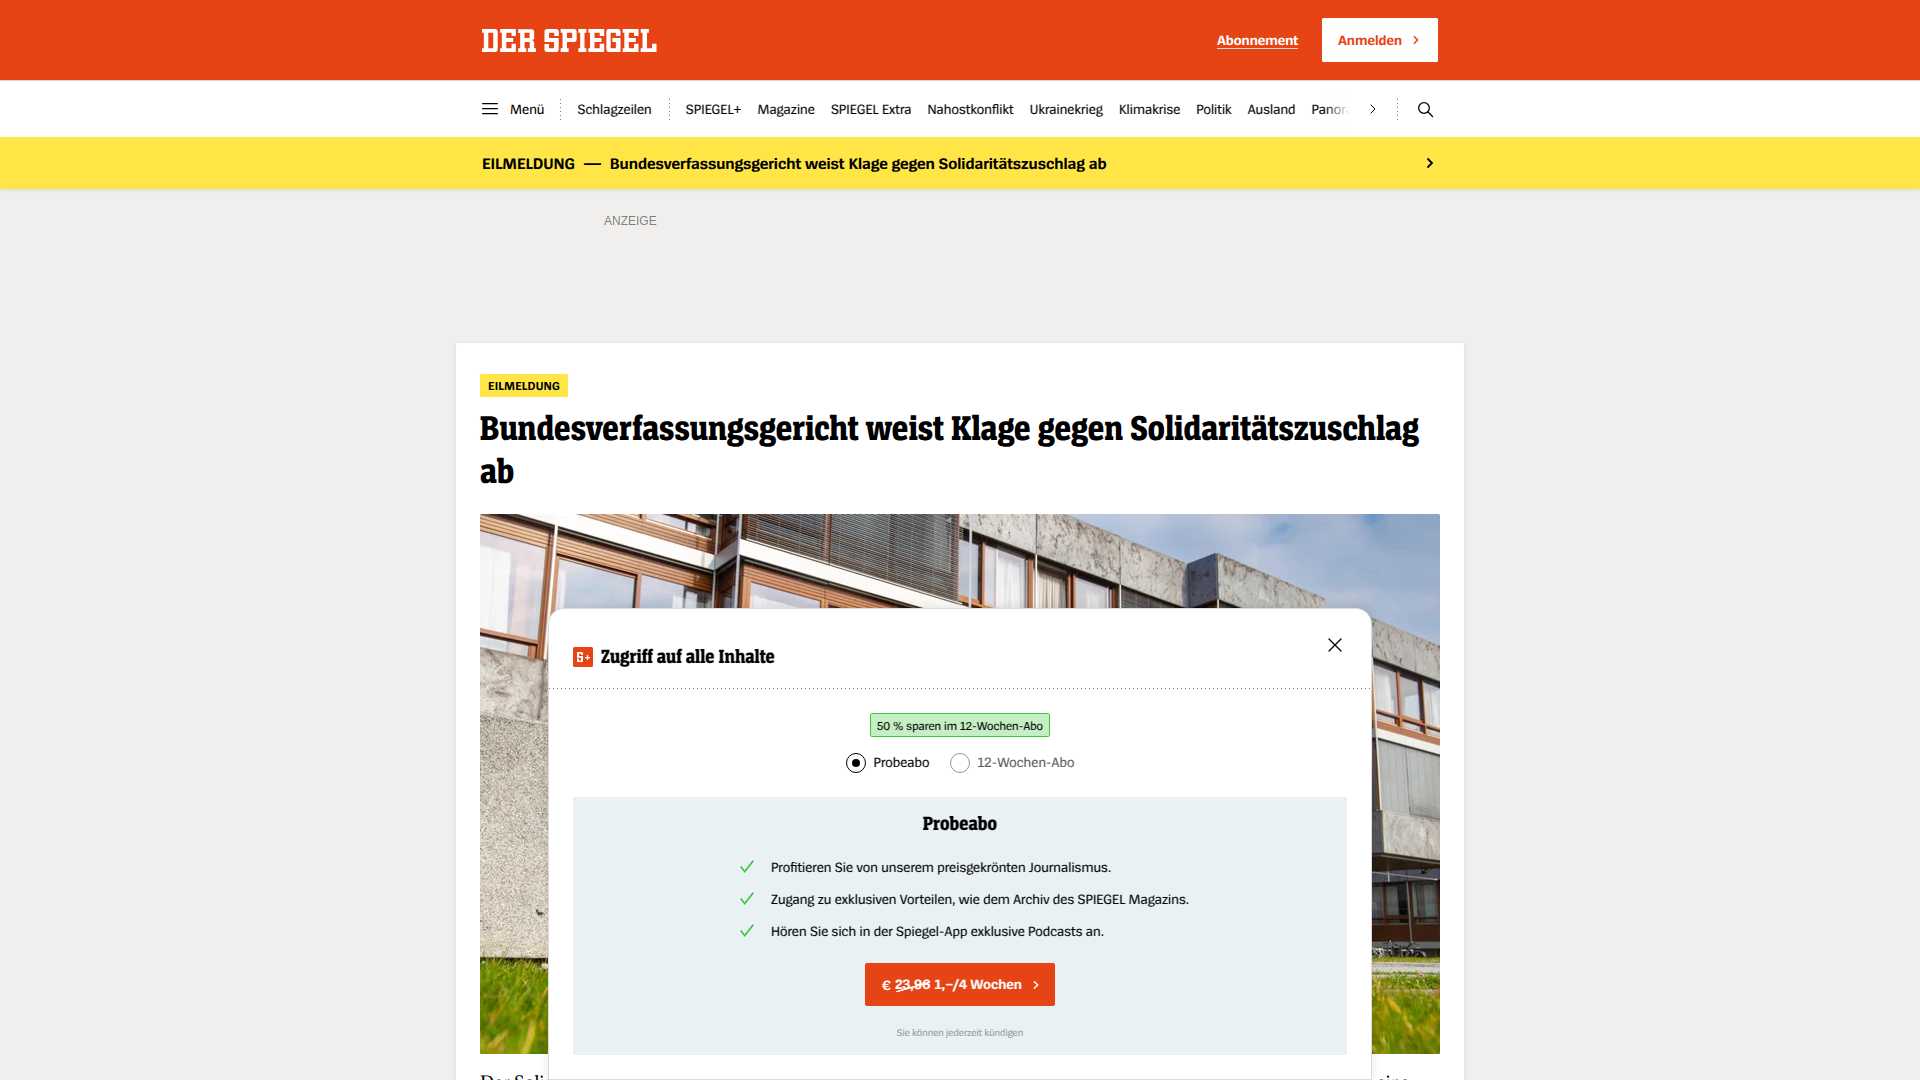 DER SPIEGEL
Abonnement
Anmelden
Menü
Schlagzeilen
SPIEGEL+
Magazine
SPIEGEL Extra
Nahostkonflikt
Ukrainekrieg
Klimakrise
Politik
Ausland
EILMELDUNG — Bundesverfassungsgericht weist Klage gegen Solidaritätszuschlag ab
ANZEIGE
EILMELDUNG
Bundesverfassungsgericht weist Klage gegen Solidaritätszuschlag
ab
S+ Zugriff auf alle Inhalte
50 % sparen im 12-Wochen-Abo
Probeabo
12-Wochen-Abo
Probeabo
Profitieren Sie von unserem preisgekrönten Journalismus.
Zugang zu exklusiven Vorteilen, wie dem Archiv des SPIEGEL Magazins.
Hören Sie sich in der Spiegel-App exklusive Podcasts an.
€ 23,96 1,–/4 Wochen
Sie können jederzeit kündigen